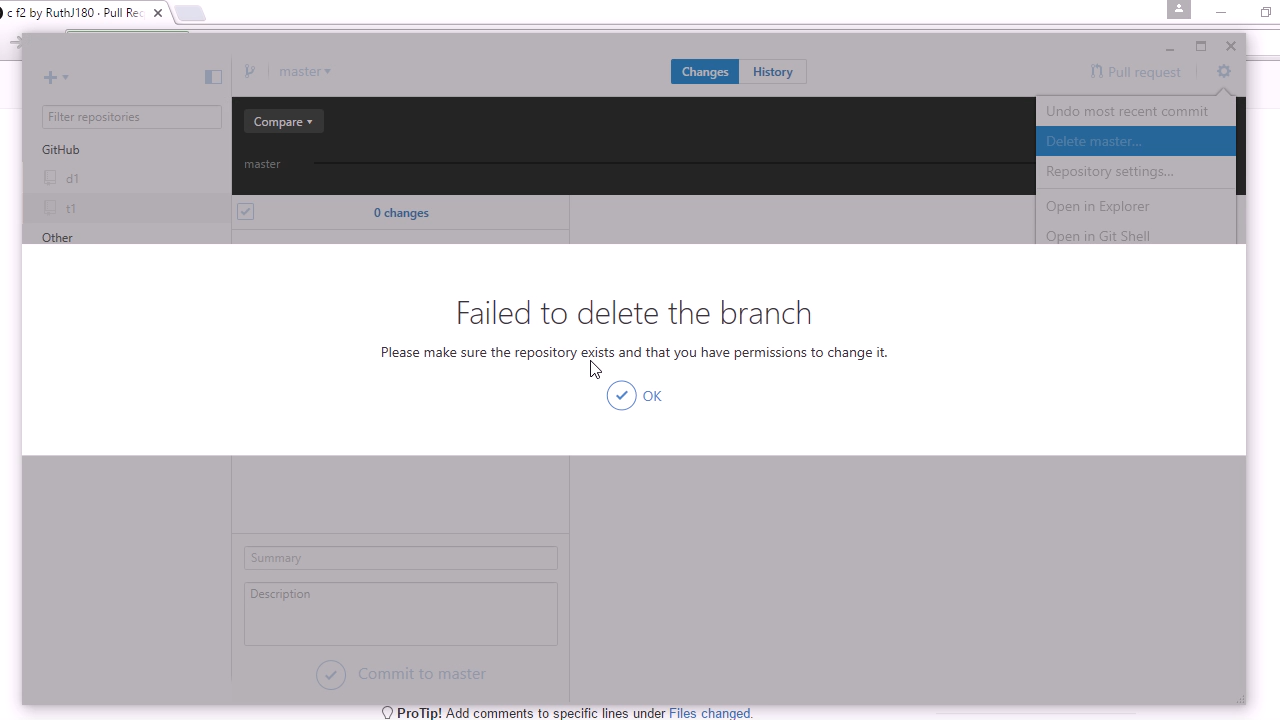 c f2 by RuthJ180 · Pull Rec
master
Changes
History
Pull request
Filter repositories
Compare
Undo most recent commit
GitHub
Delete master...
master
d1
Repository settings...
t1
0 changes
Open in Explorer
Other
Open in Git Shell
Failed to delete the branch
Please make sure the repository exists and that you have permissions to change it.
OK
Summary
Description
Commit to master
ProTip! Add comments to specific lines under Files changed.